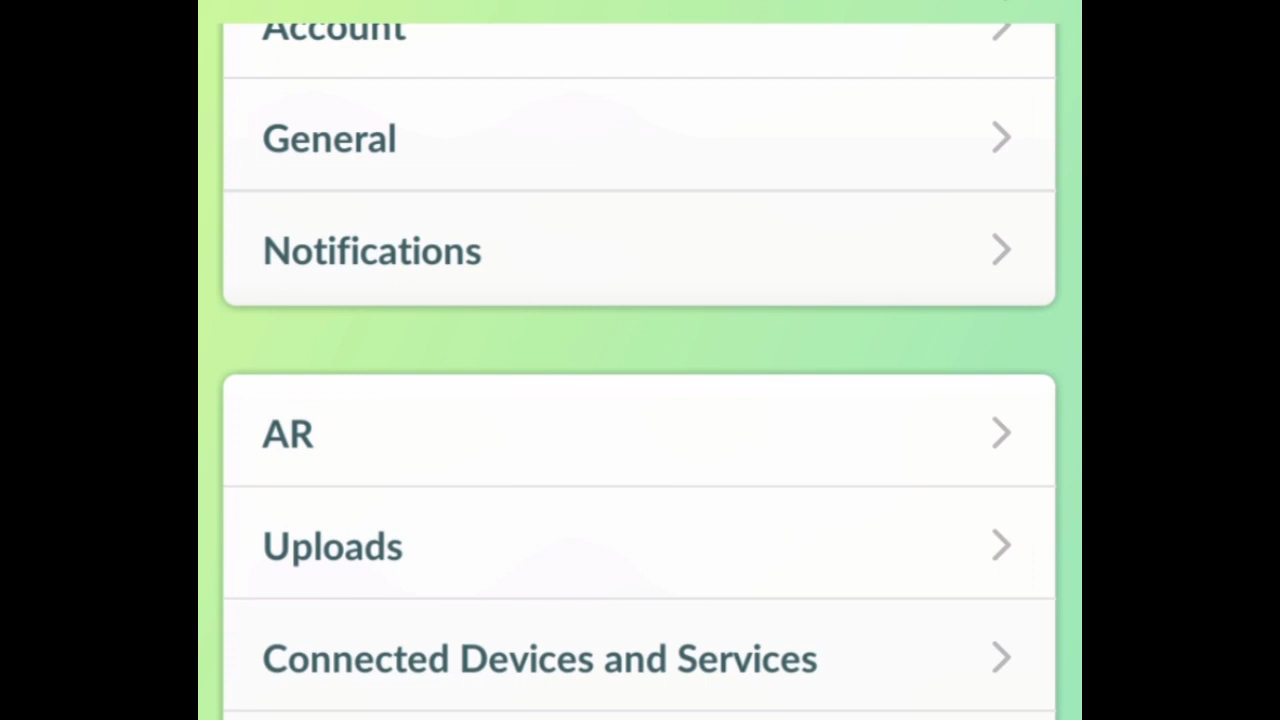 Account
General
Notifications
AR
Uploads
Connected Devices and Services